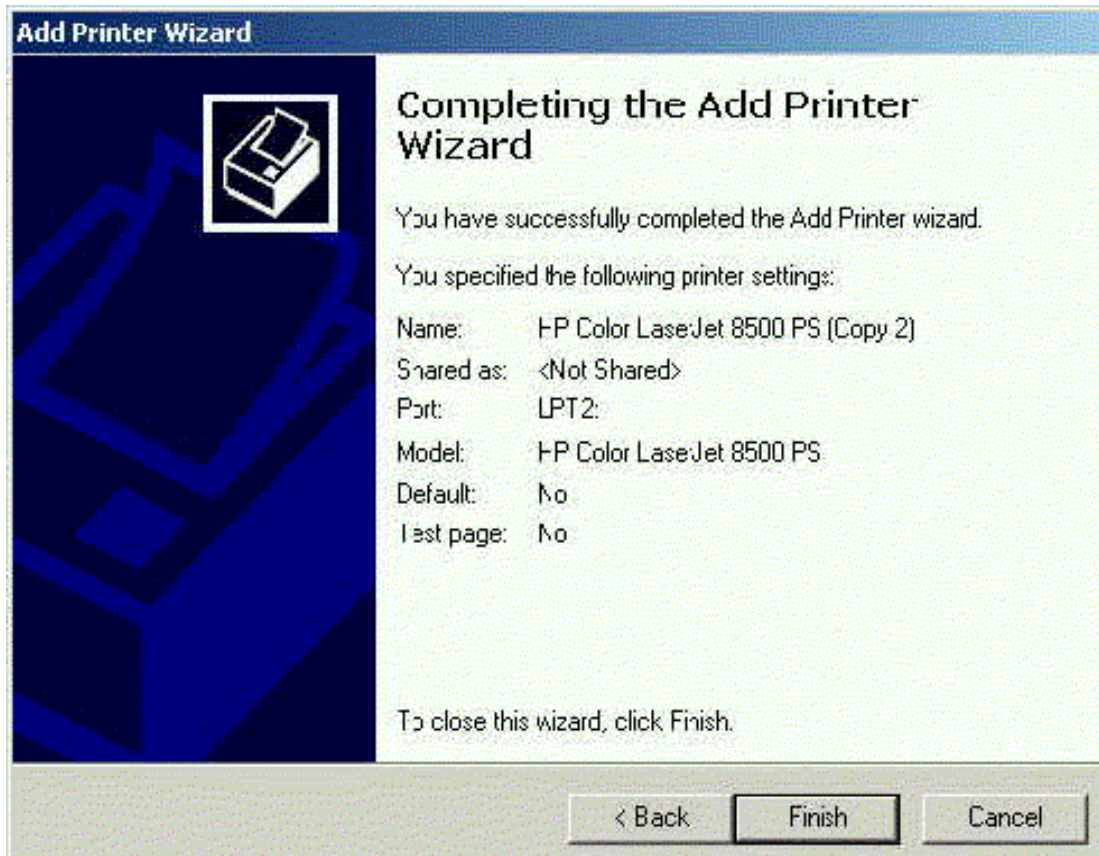 Add Printer Wizard
Completing the Add Printer
Wizard
You have successfully completed the Add Printer wizard.
You specified the following printer settings:
Name: HP Color LaserJet 8500 PS (Copy 2)
Shared as: <Not Shared>
Port: LPT2:
Model: HP Color LaserJet 8500 PS
Default: No
Test page: No
To close this wizard, click Finish.
< Back Finish Cancel